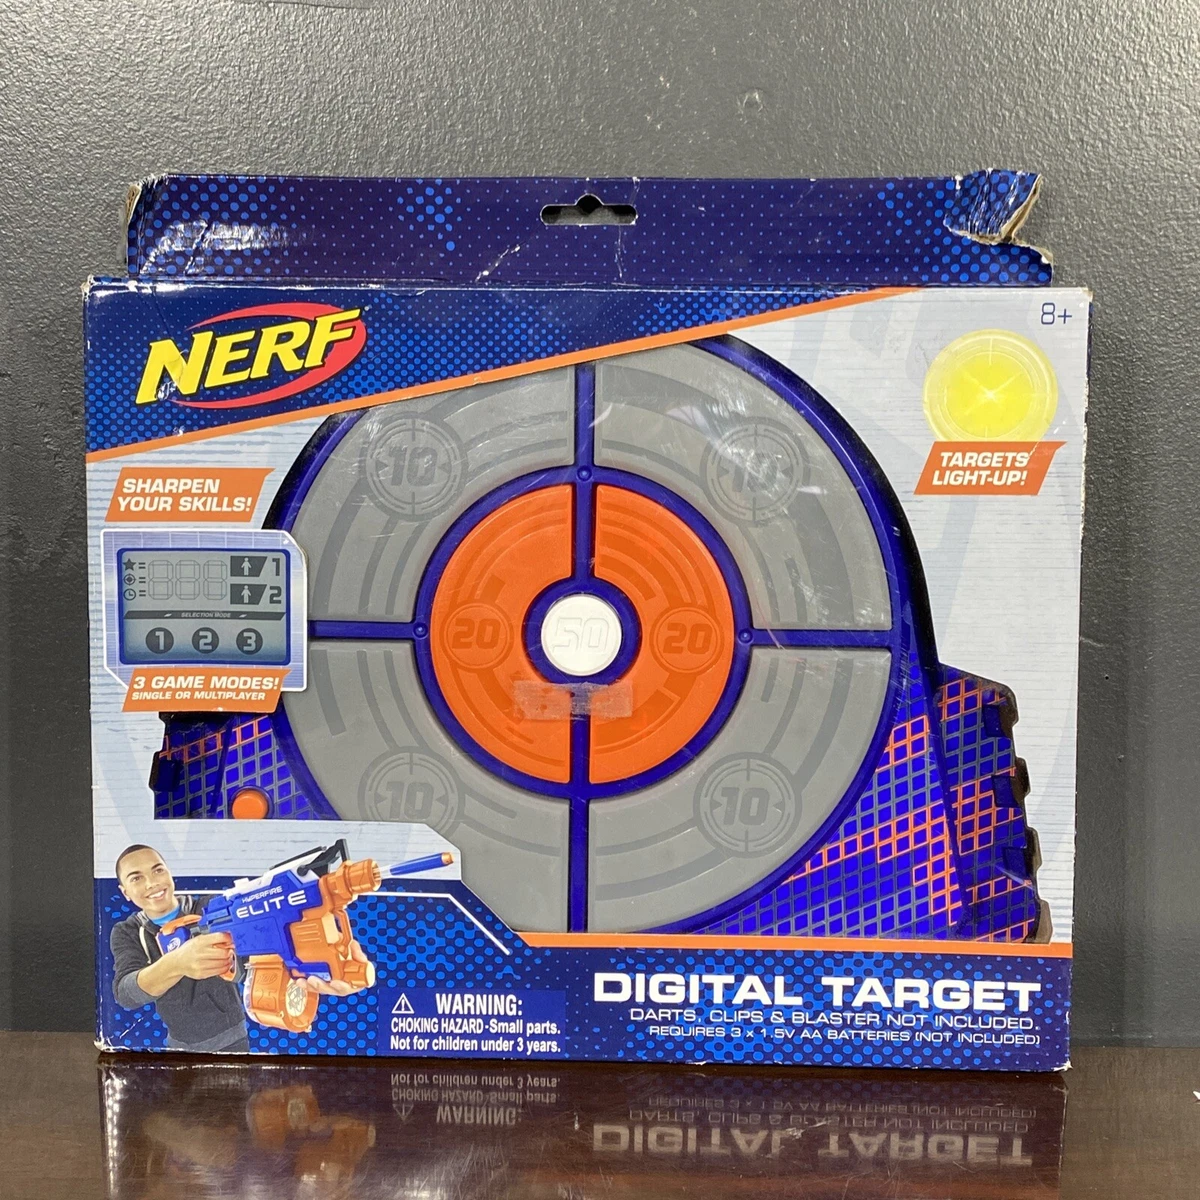 NERF
8+
TARGETS
LIGHT-UP!
SHARPEN
YOUR SKILLS!
10
10
1
2
SELECTION MODE
1 2 3
20 50 20
3 GAME MODES!
SINGLE OR MULTIPLAYER
10
10
HYPERFIRE
ELITE
WARNING:
CHOKING HAZARD-Small parts.
Not for children under 3 years.
DIGITAL TARGET
DARTS, CLIPS & BLASTER NOT INCLUDED.
REQUIRES 3 x 1.5V AA BATTERIES (NOT INCLUDED)